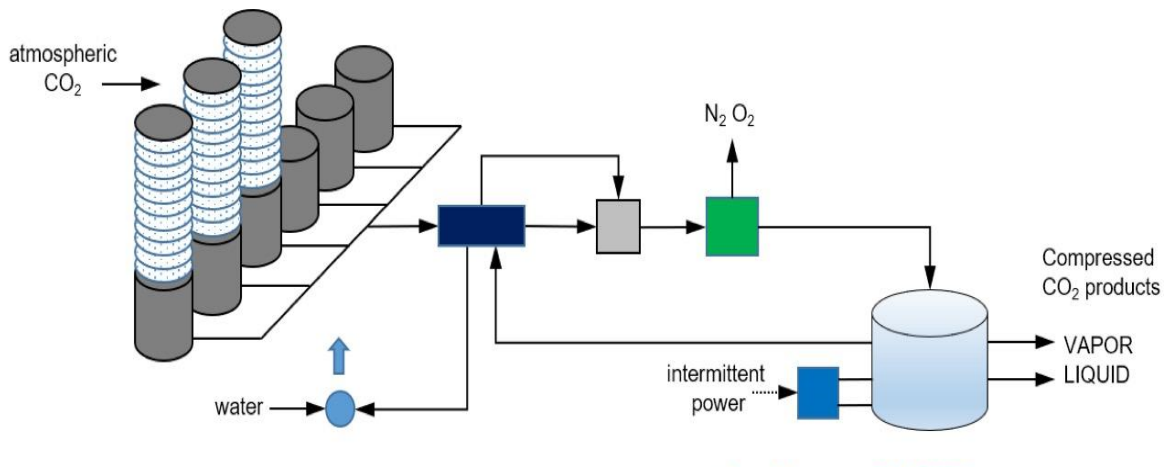 atmospheric
CO₂
N₂ O₂
Compressed
CO₂ products
VAPOR
LIQUID
intermittent
power
water